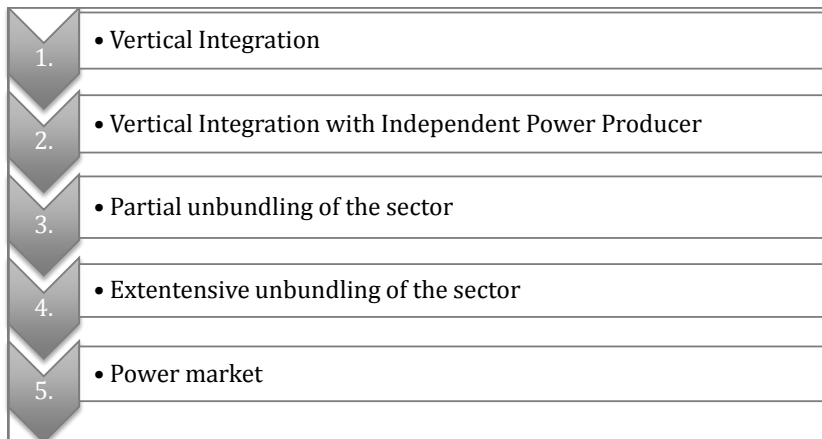 1.
• Vertical Integration
2.
• Vertical Integration with Independent Power Producer
3.
• Partial unbundling of the sector
4.
• Extentensive unbundling of the sector
5.
• Power market